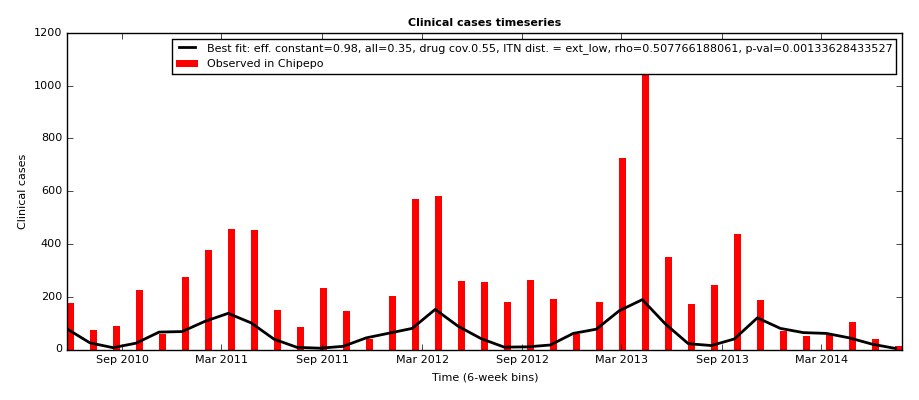 Clinical cases timeseries
Best fit: eff. constant=0.98, all=0.35, drug cov.0.55, ITN dist. = ext_low, rho=0.507766188061, p-val=0.00133628433527
Observed in Chipepo
1200
1000
800
600
400
200
0
Clinical cases
Sep 2010 Mar 2011 Sep 2011 Mar 2012 Sep 2012 Mar 2013 Sep 2013 Mar 2014
Time (6-week bins)